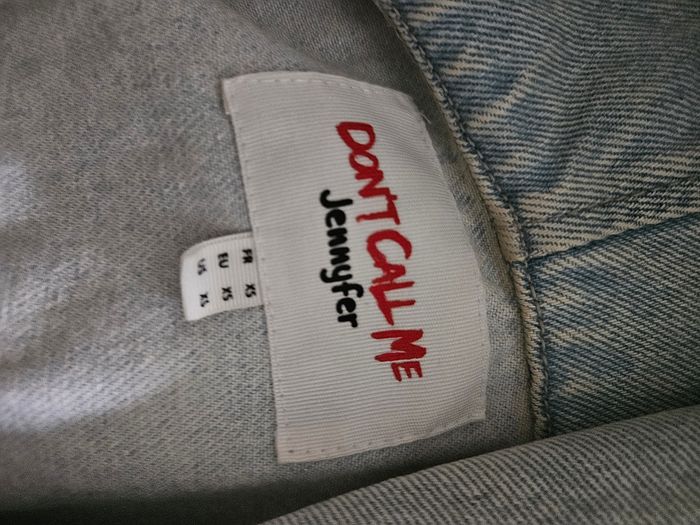 DON'T CALL ME
Jennyfer
FR XS
EU XS
US XS